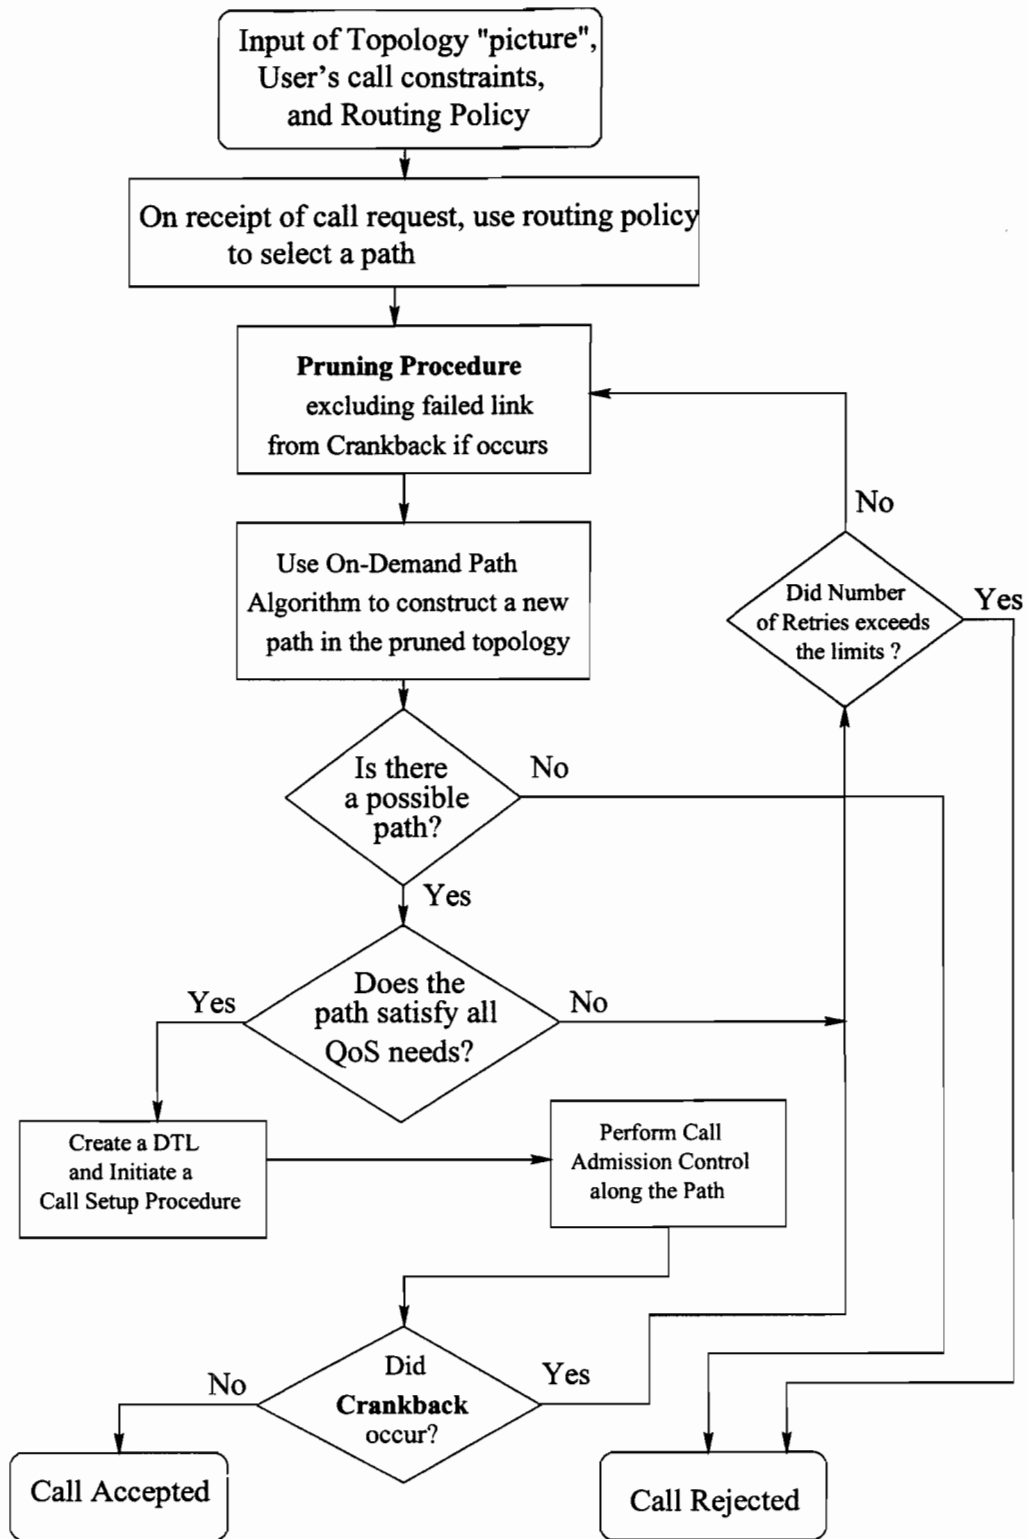 Input of Topology "picture",
User's call constraints,
and Routing Policy
On receipt of call request, use routing policy
to select a path
Pruning Procedure
excluding failed link
from Crankback if occurs
No
Use On-Demand Path
Algorithm to construct a new
path in the pruned topology
Did Number
of Retries exceeds
the limits ?
Yes
Is there
a possible
path?
No
Yes
Does the
path satisfy all
QoS needs?
Yes
No
Create a DTL
and Initiate a
Call Setup Procedure
Perform Call
Admission Control
along the Path
Did
Crankback
occur?
No
Yes
Call Accepted
Call Rejected